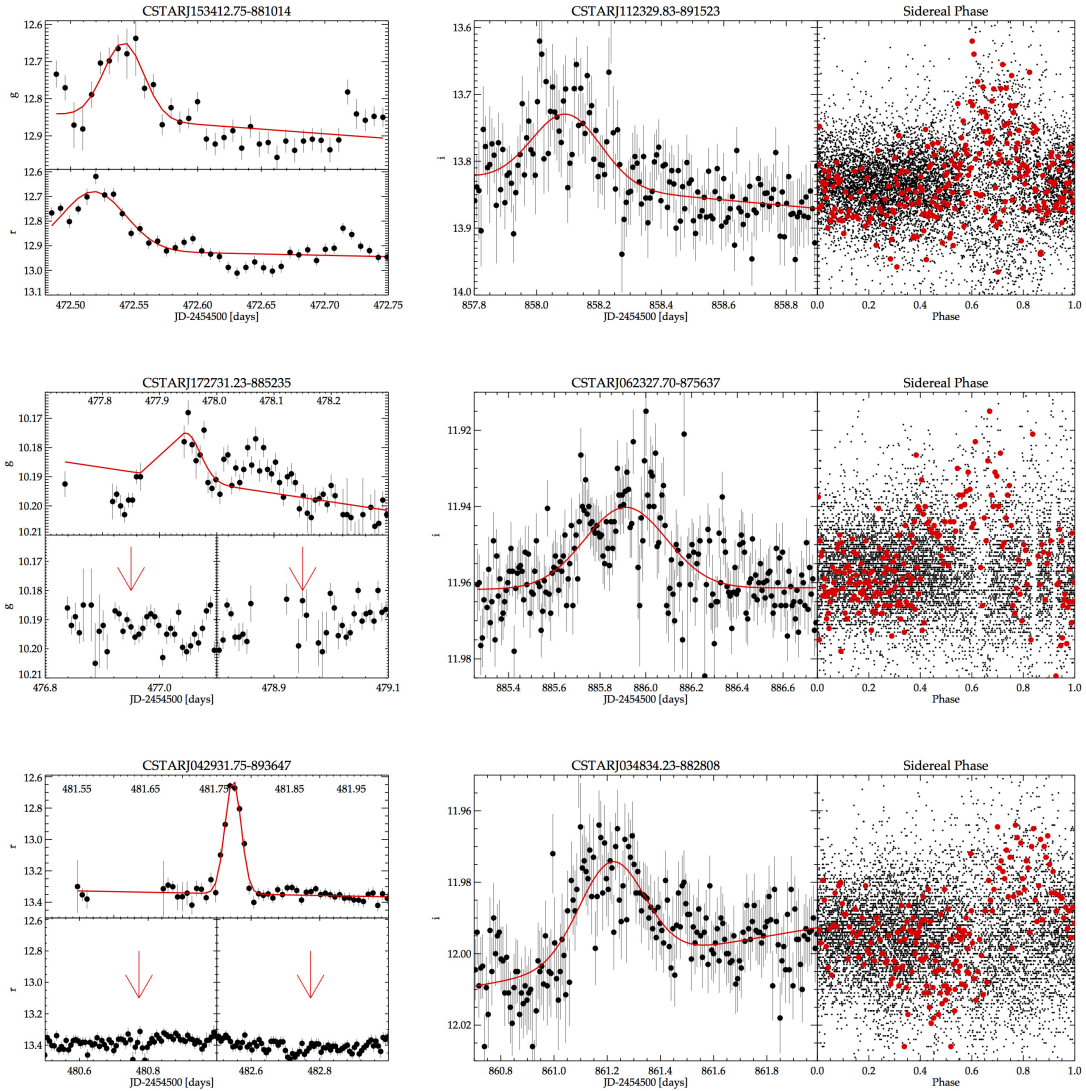 CSTARJ153412.75-881014
12.6
12.7
g
12.8
12.9
12.6
12.7
12.8
r
12.9
13.0
13.1
472.50 472.55 472.60 472.65 472.70 472.75
JD-2454500 [days]
CSTARJ112329.83-891523
13.6
13.7
i
13.8
13.9
14.0
857.8 858.0 858.2 858.4 858.6 858.8
JD-2454500 [days]
Sidereal Phase
0.0 0.2 0.4 0.6 0.8 1.0
Phase
CSTARJ172731.23-885235
477.8 477.9 478.0 478.1 478.2
10.17
g
10.18
10.19
10.20
10.21
10.17
g
10.18
10.19
10.20
10.21
476.8 477.0 478.9 479.1
JD-2454500 [days]
CSTARJ062327.70-875637
11.92
11.94
i
11.96
11.98
885.4 885.6 885.8 886.0 886.2 886.4 886.6
JD-2454500 [days]
Sidereal Phase
0.0 0.2 0.4 0.6 0.8 1.0
Phase
CSTARJ042931.75-893647
481.55 481.65 481.75 481.85 481.95
12.6
12.8
r
13.0
13.2
13.4
12.6
12.8
r
13.0
13.2
13.4
480.6 480.8 482.6 482.8
JD-2454500 [days]
CSTARJ034834.23-882808
11.96
11.98
i
12.00
12.02
860.8 861.0 861.2 861.4 861.6 861.8
JD-2454500 [days]
Sidereal Phase
0.0 0.2 0.4 0.6 0.8 1.0
Phase